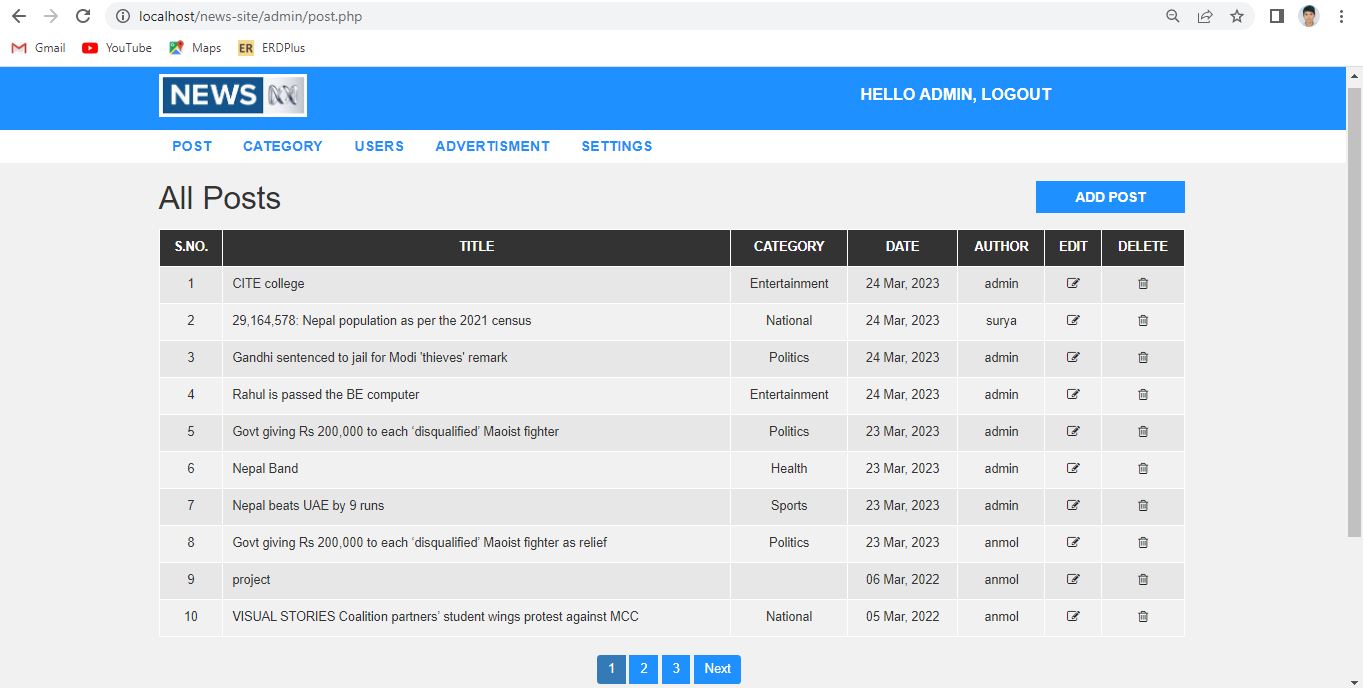 localhost/news-site/admin/post.php
Gmail YouTube Maps ER ERDPlus
NEWS
HELLO ADMIN, LOGOUT
POST CATEGORY USERS ADVERTISMENT SETTINGS
All Posts
ADD POST
S.NO. TITLE CATEGORY DATE AUTHOR EDIT DELETE
1 CITE college Entertainment 24 Mar, 2023 admin
2 29,164,578: Nepal population as per the 2021 census National 24 Mar, 2023 surya
3 Gandhi sentenced to jail for Modi 'thieves' remark Politics 24 Mar, 2023 admin
4 Rahul is passed the BE computer Entertainment 24 Mar, 2023 admin
5 Govt giving Rs 200,000 to each ‘disqualified’ Maoist fighter Politics 23 Mar, 2023 admin
6 Nepal Band Health 23 Mar, 2023 admin
7 Nepal beats UAE by 9 runs Sports 23 Mar, 2023 admin
8 Govt giving Rs 200,000 to each ‘disqualified’ Maoist fighter as relief Politics 23 Mar, 2023 anmol
9 project 06 Mar, 2022 anmol
10 VISUAL STORIES Coalition partners’ student wings protest against MCC National 05 Mar, 2022 anmol
1 2 3 Next